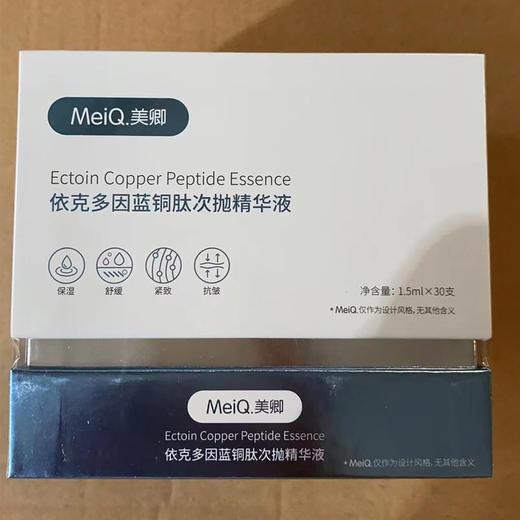 MeiQ.美卿
Ectoin Copper Peptide Essence
依克多因蓝铜肽次抛精华液
保湿 舒缓 紧致 抗皱
净含量：1.5ml×30支
*MeiQ.仅作为设计风格,无其他含义
MeiQ.美卿
Ectoin Copper Peptide Essence
依克多因蓝铜肽次抛精华液
*MeiQ.仅作为设计风格,无其他含义